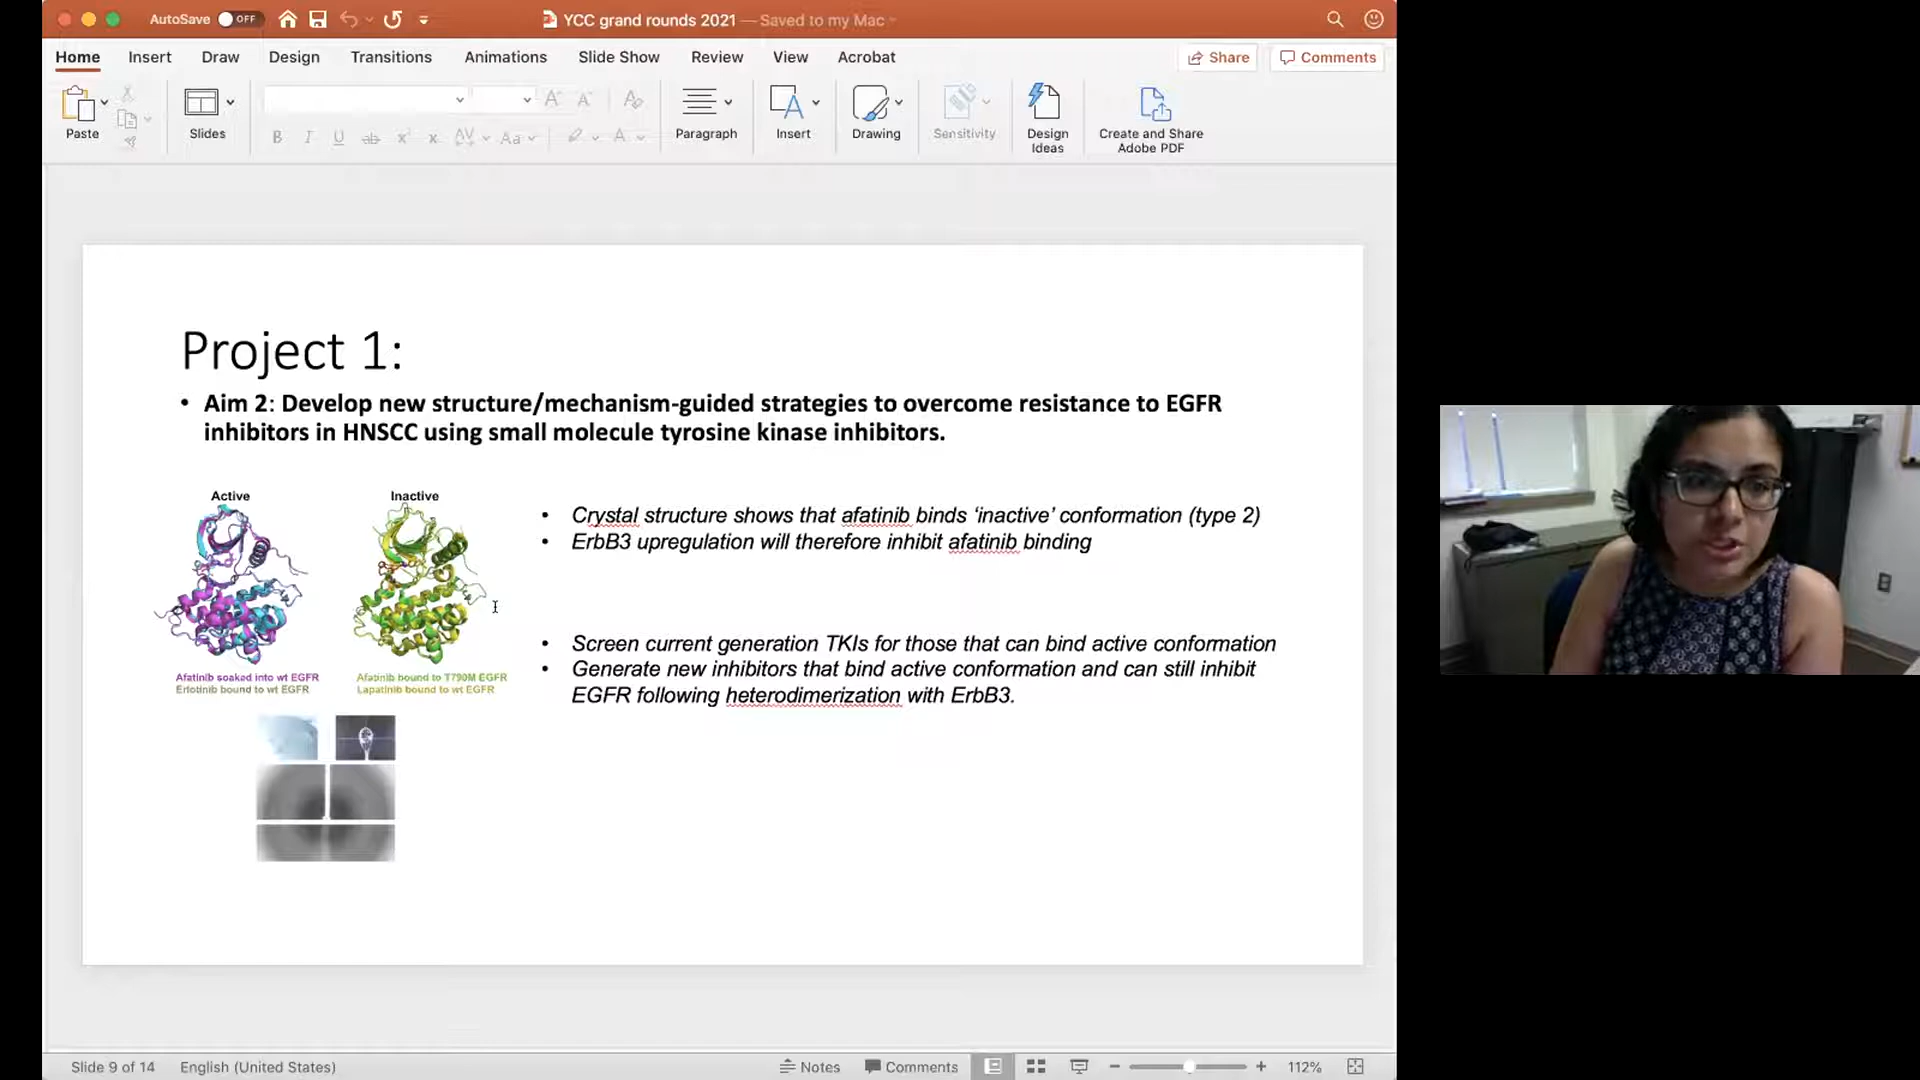 AutoSave OFF
YCC grand rounds 2021 — Saved to my Mac
Home Insert Draw Design Transitions Animations Slide Show Review View Acrobat
Share Comments
Paste
Slides
B I U ab x² x. AV Aa A
Paragraph
Insert
Drawing
Sensitivity
Design
Ideas
Create and Share
Adobe PDF
Project 1:
• Aim 2: Develop new structure/mechanism-guided strategies to overcome resistance to EGFR
inhibitors in HNSCC using small molecule tyrosine kinase inhibitors.
Active
Inactive
Afatinib soaked into wt EGFR
Erlotinib bound to wt EGFR
Afatinib bound to T790M EGFR
Lapatinib bound to wt EGFR
• Crystal structure shows that afatinib binds ‘inactive’ conformation (type 2)
• ErbB3 upregulation will therefore inhibit afatinib binding
• Screen current generation TKIs for those that can bind active conformation
• Generate new inhibitors that bind active conformation and can still inhibit
EGFR following heterodimerization with ErbB3.
Slide 9 of 14 English (United States)
Notes Comments
112%